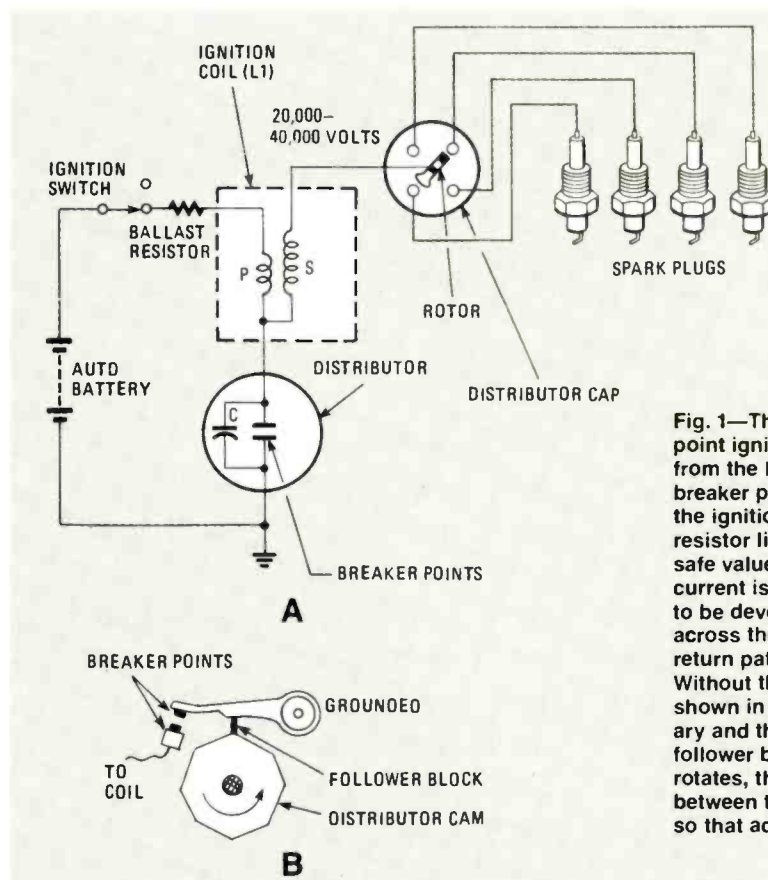 IGNITION
COIL (L1)
20,000–
40,000 VOLTS
IGNITION
SWITCH
BALLAST
RESISTOR
P
S
SPARK PLUGS
ROTOR
DISTRIBUTOR CAP
AUTO
BATTERY
DISTRIBUTOR
C
BREAKER POINTS
A
BREAKER POINTS
GROUNDED
TO
COIL
FOLLOWER BLOCK
DISTRIBUTOR CAM
B
Fig. 1—Th
point igni
from the
breaker p
the ignitio
resistor li
safe value
current is
to be deve
across the
return pat
Without th
shown in
ary and th
follower b
rotates, th
between t
so that ac